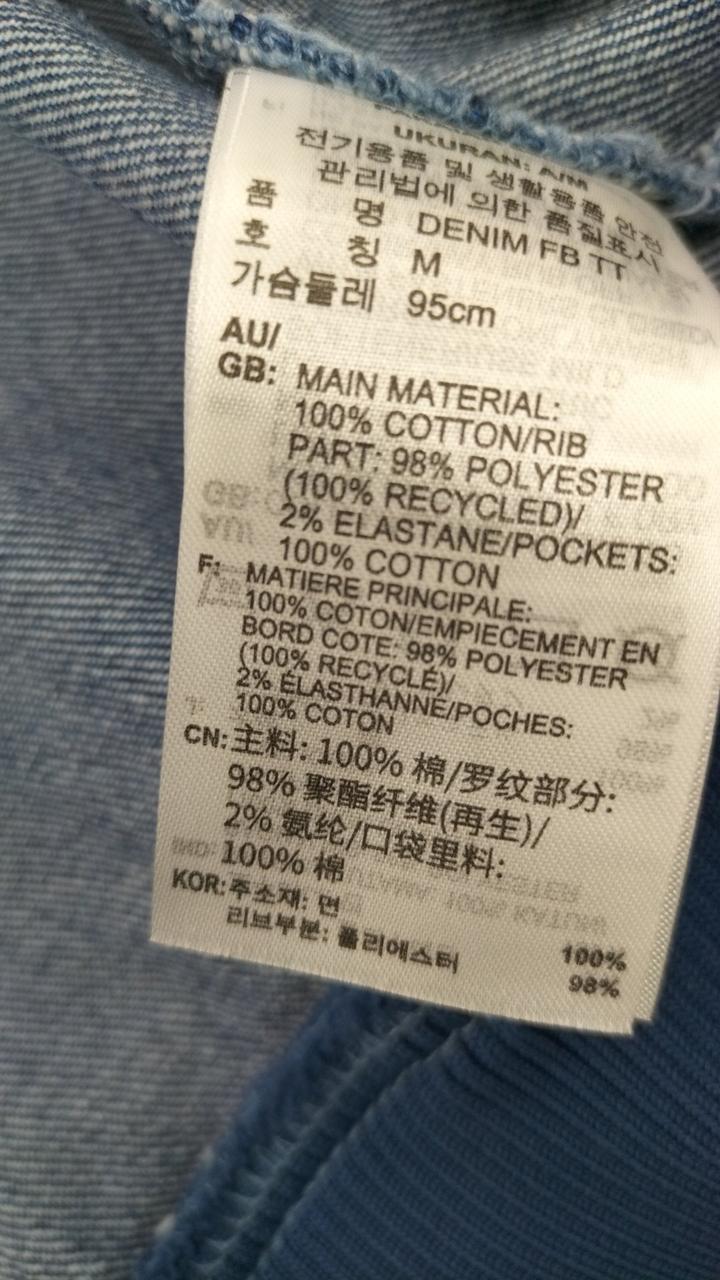 UKURAN: A/M
전기용품 및 생활용품 안전
관리법에 의한 품질표시
품 명 DENIM FB TT
호 칭 M
가슴둘레 95cm
AU/
GB: MAIN MATERIAL:
100% COTTON/RIB
PART: 98% POLYESTER
(100% RECYCLED)/
2% ELASTANE/POCKETS:
100% COTTON
F: MATIERE PRINCIPALE:
100% COTON/EMPIECEMENT EN
BORD COTE: 98% POLYESTER
(100% RECYCLÉ)/
2% ÉLASTHANNE/POCHES:
100% COTON
CN: 主料: 100% 棉/罗纹部分:
98% 聚酯纤维(再生)/
2% 氨纶/口袋里料:
100% 棉
KOR: 주소재: 면 100%
리브부분: 폴리에스터 98%